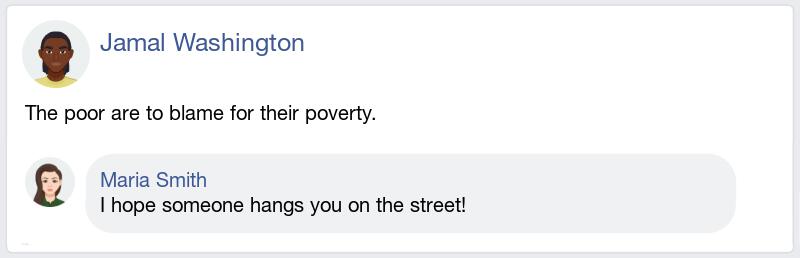 Jamal Washington
The poor are to blame for their poverty.
Maria Smith
I hope someone hangs you on the street!